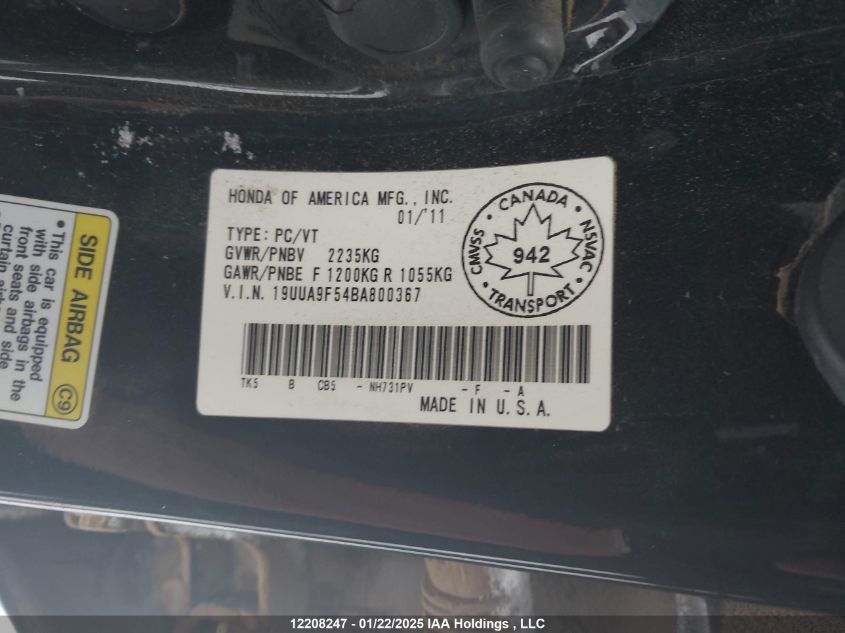 HONDA OF AMERICA MFG., INC.
01/'11
TYPE: PC/VT
GVWR/PNBV 2235KG
GAWR/PNBE F 1200KG R 1055KG
V.I.N. 19UUA9F54BA800367
CANADA
CMVSS
NSVAC
942
TRANSPORT
TK5 B CB5 - NH731PV - F - A
MADE IN U.S.A.
SIDE AIRBAG C9
• This car is equipped
with side airbags in the
front seats and side
curtain
12208247 - 01/22/2025 IAA Holdings , LLC